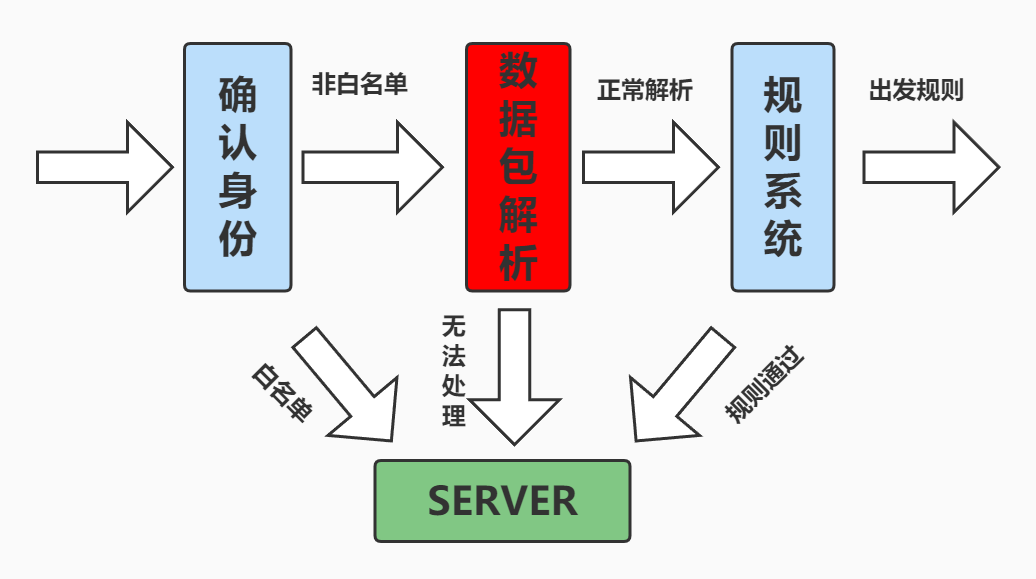 确认身份
非白名单
数据包解析
正常解析
规则系统
出发规则
白名单
无法处理
规则通过
SERVER